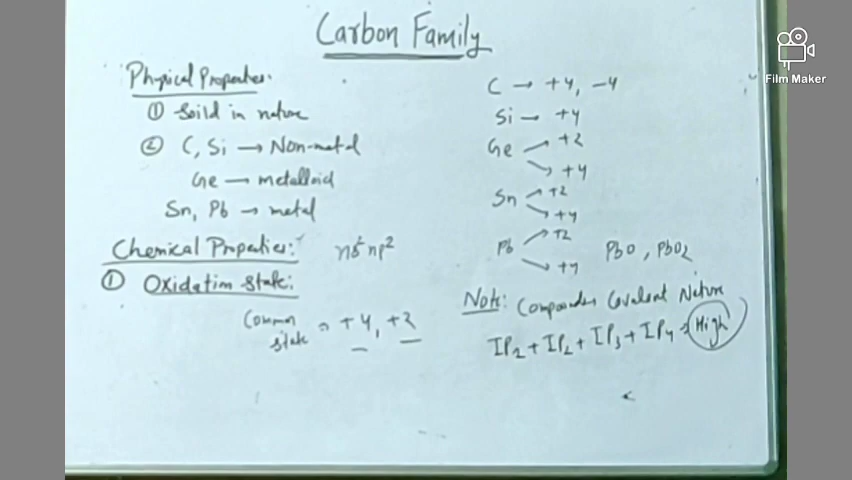 Carbon Family
Physical Properties:
① Soild in nature
② C, Si → Non-metal
Ge → metalloid
Sn, Pb → metal
Chemical Properties: ns² np²
① Oxidation state:
Common state = +4, +2
C → +4, -4
Si → +4
Ge → +2
→ +4
Sn → +2
→ +4
Pb → +2
→ +4
PbO, PbO₂
Note: Compounds Covalent Nature
IP₂ + IP₂ + IP₃ + IP₄ = High
Film Maker